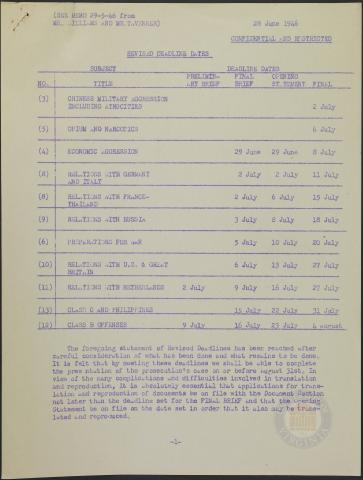 (SEE MEMO 29-5-46 from
MR. WILLIAMS AND MR TAVENNER)
28 June 1946
CONFIDENTIAL AND RESTRICTED
REVISED DEADLINE DATES
SUBJECT DEADLINE DATES
NO. TITLE PRELIMIN-ARY BRIEF FINAL BRIEF OPENING STATEMENT FINAL
(3) CHINESE MILITARY AGGRESSION
INCLUDING ATROCITIES 2 July
(5) OPIUM AND NARCOTICS 6 July
(4) ECONOMIC AGGRESSION 29 June 29 June 8 July
(8) RELATIONS WITH GERMANY
AND ITALY 2 July 2 July 11 July
(8) RELATIONS WITH FRANCE-
THAILAND 2 July 6 July 15 July
(9) RELATIONS WITH RUSSIA 3 July 8 July 18 July
(6) PREPARATIONS FOR WAR 5 July 10 July 20 July
(10) RELATIONS WITH U.S. & GREAT
BRITAIN 6 July 13 July 27 July
(11) RELATIONS WITH NETHERLANDS 2 July 9 July 16 July 27 July
(13) CLASS C AND PHILIPPINES 15 July 22 July 31 July
(12) CLASS B OFFENSES 9 July 16 July 23 July 4 August
The foregoing statement of Revised Deadlines has been reached after
careful consideration of what has been done and what remains to be done.
It is felt that by meeting these deadlines we shall be able to complete
the presentation of the prosecution's case on or before August 31st. In
view of the many complications and difficulties involved in translation
and reproduction, it is absolutely essential that applications for trans-
lation and reproduction of documents be on file with the Document Section
not later than the deadline set for the FINAL BRIEF and that the Opening
Statement be on file on the date set in order that it also may be trans-
lated and reproduced.
-1-
VIRGINIA